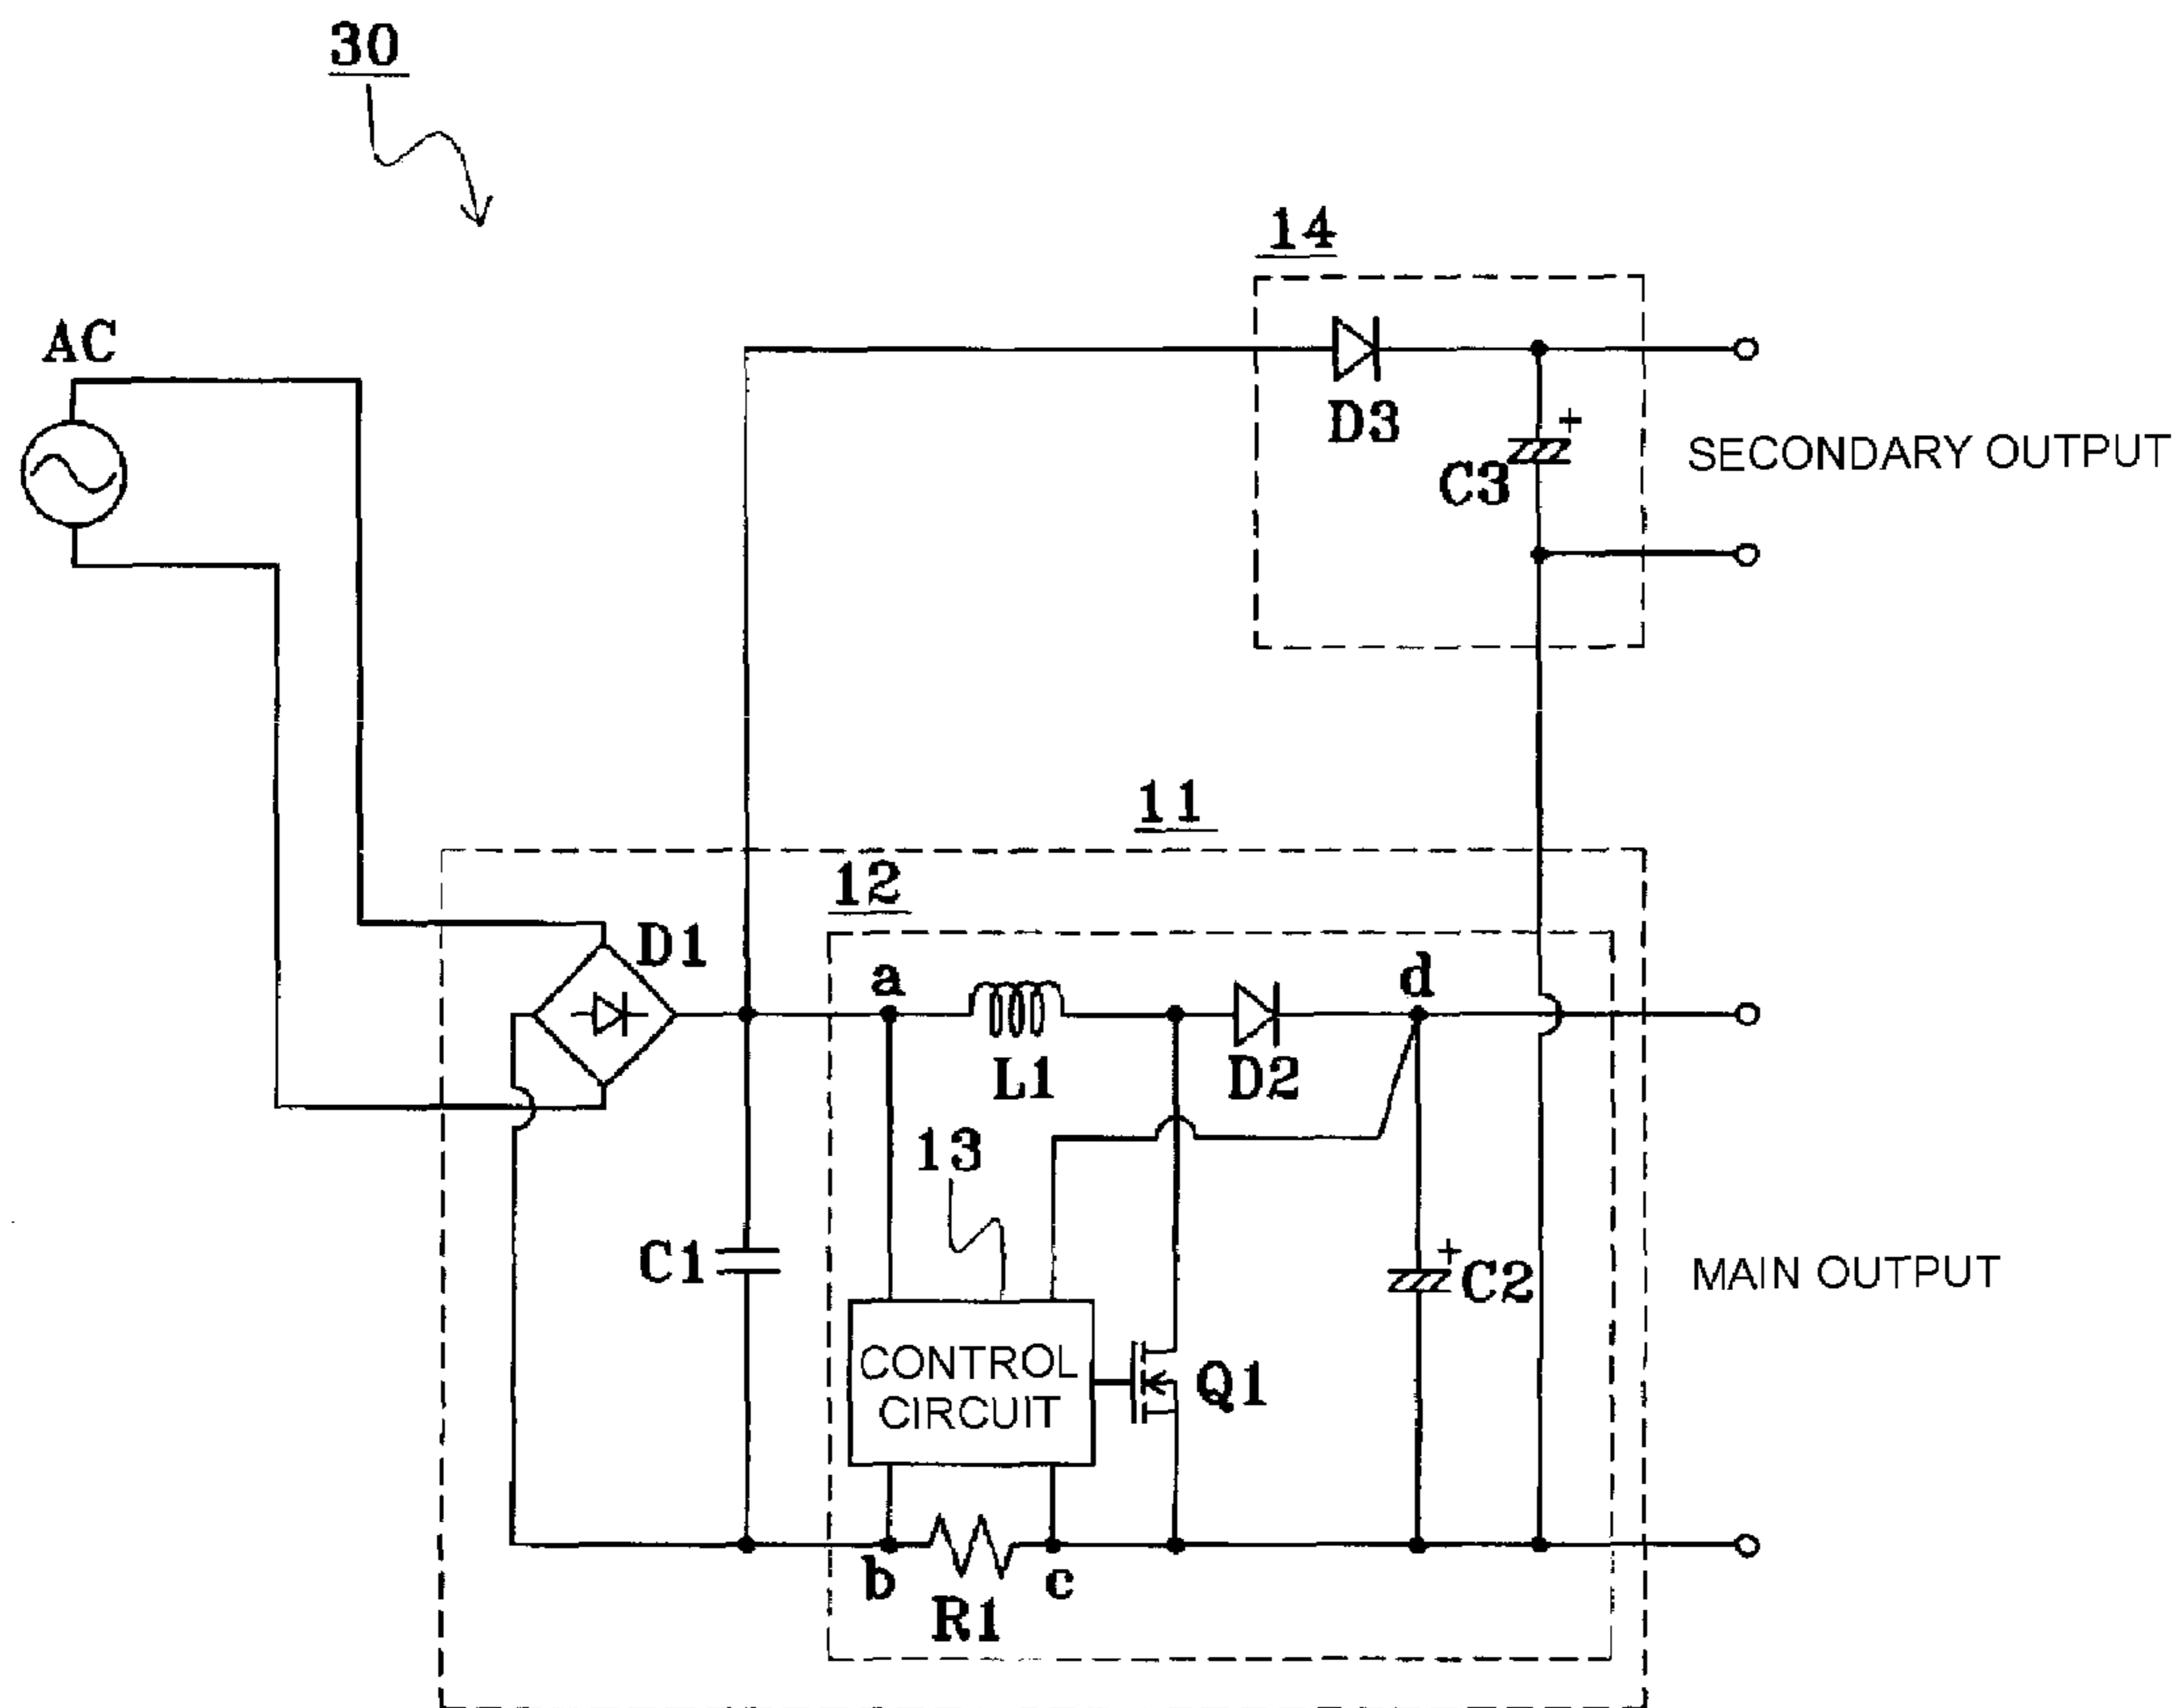 30
14
AC
D3
C3
+
SECONDARY OUTPUT
11
12
D1
a
d
L1
D2
13
C1
+
C2
MAIN OUTPUT
CONTROL
CIRCUIT
Q1
b
c
R1